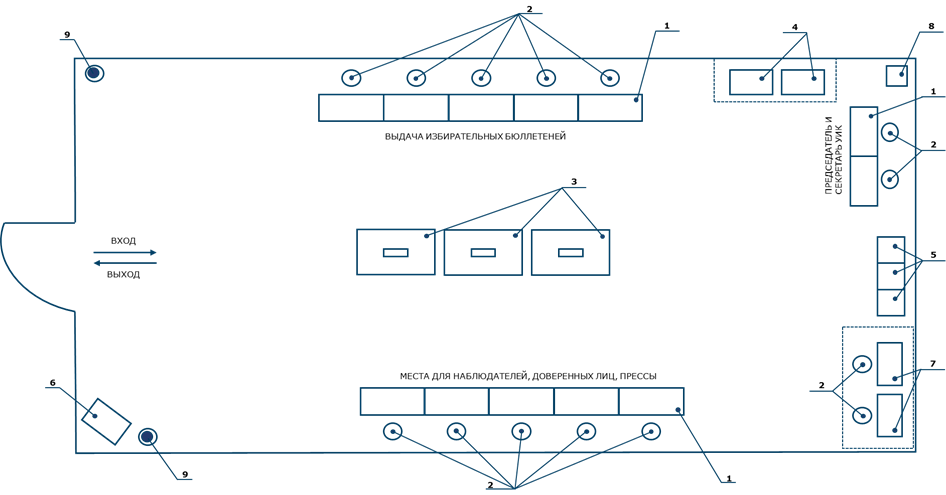 2
1
4
8
9
1
ВЫДАЧА ИЗБИРАТЕЛЬНЫХ БЮЛЛЕТЕНЕЙ
ПРЕДСЕДАТЕЛЬ И
СЕКРЕТАРЬ УИК
2
3
ВХОД
ВЫХОД
5
МЕСТА ДЛЯ НАБЛЮДАТЕЛЕЙ, ДОВЕРЕННЫХ ЛИЦ, ПРЕССЫ
7
6
2
9
2
1